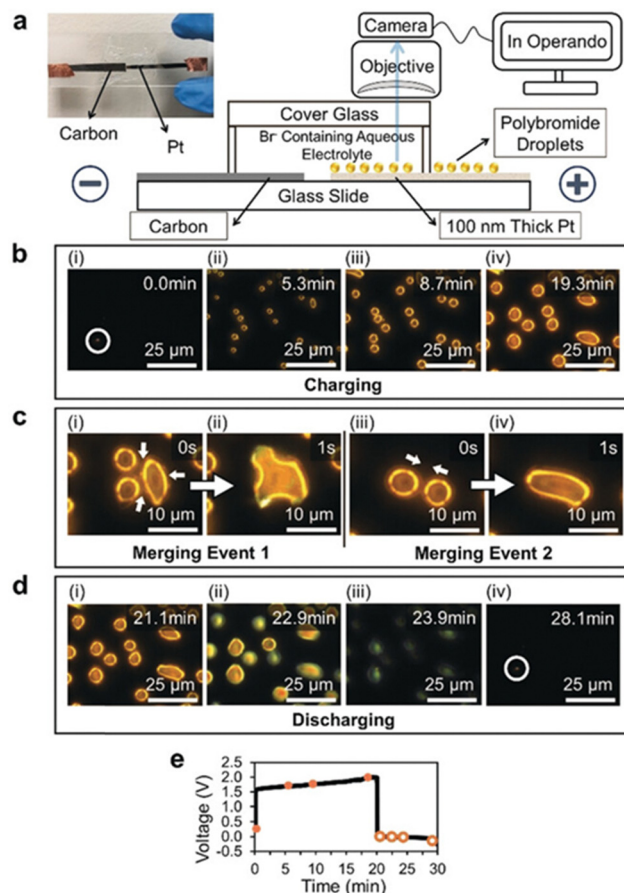 a
Camera
In Operando
Objective
Carbon
Pt
Cover Glass
Br- Containing Aqueous
Electrolyte
Polybromide
Droplets
Glass Slide
Carbon
100 nm Thick Pt
b
(i)
0.0min
25 µm
(ii)
5.3min
25 µm
(iii)
8.7min
25 µm
(iv)
19.3min
25 µm
Charging
c
(i)
0s
10 µm
(ii)
1s
10 µm
(iii)
0s
10 µm
(iv)
1s
10 µm
Merging Event 1
Merging Event 2
d
(i)
21.1min
25 µm
(ii)
22.9min
25 µm
(iii)
23.9min
25 µm
(iv)
28.1min
25 µm
Discharging
e
Voltage (V)
2.5
2.0
1.5
1.0
0.5
0.0
-0.5
0 5 10 15 20 25 30
Time (min)